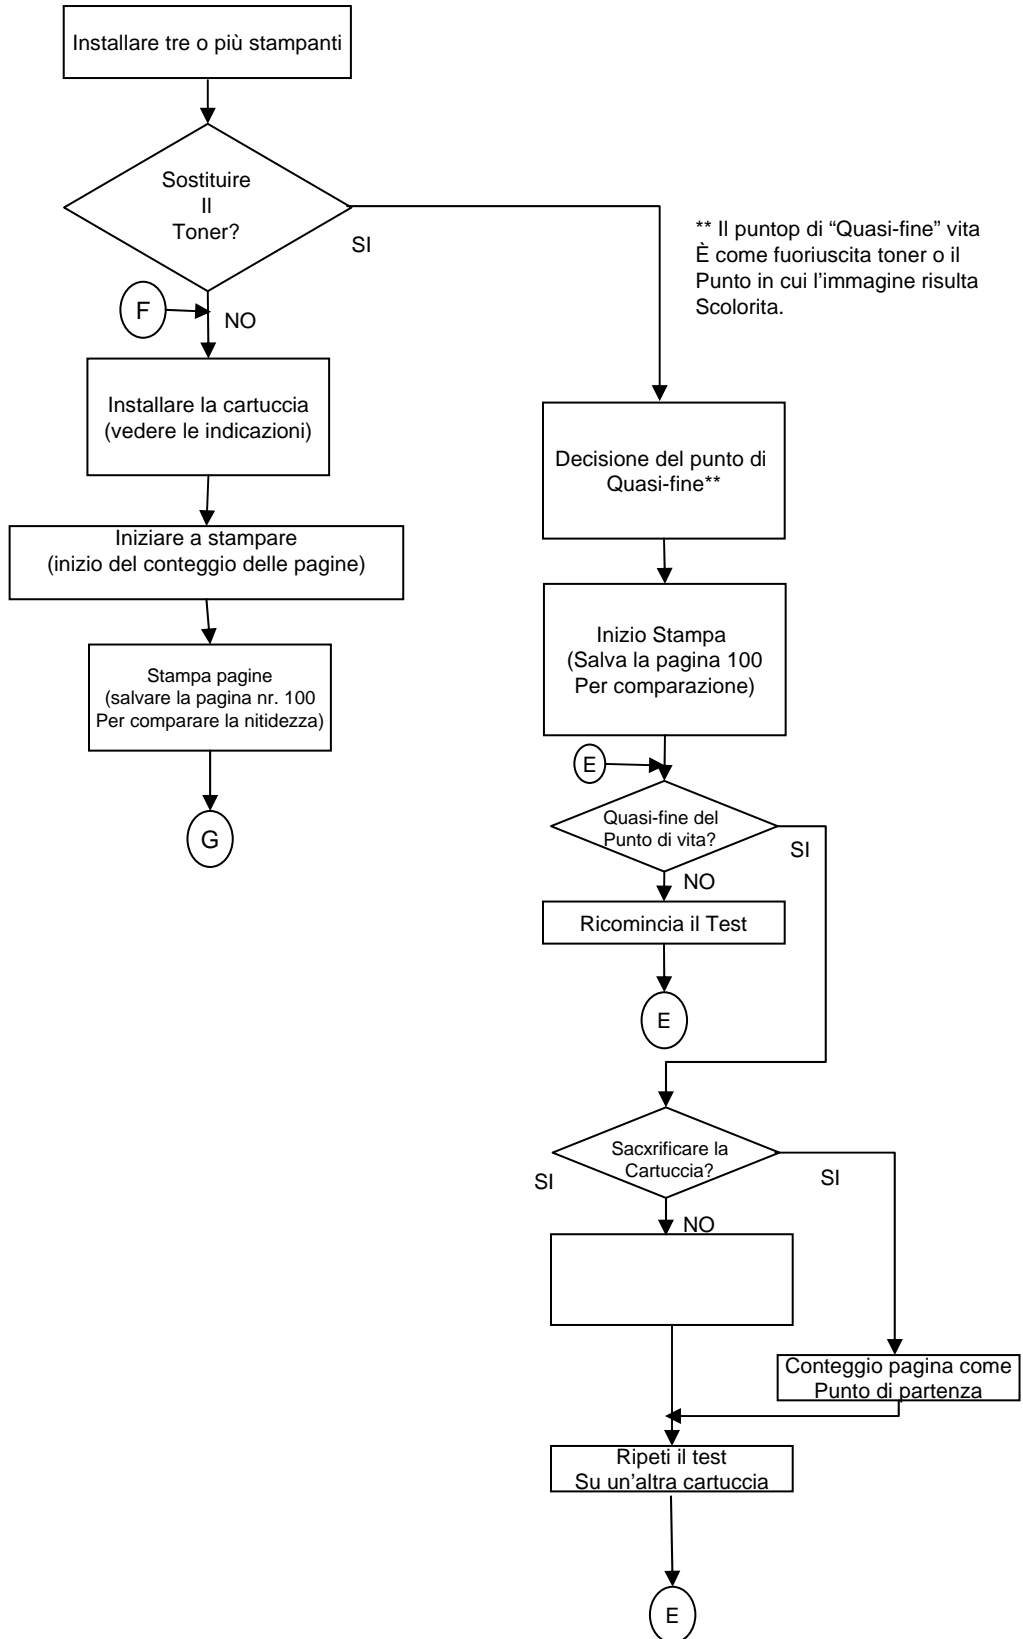 Installare tre o più stampanti
Sostituire
Il
Toner?
SI
** Il puntop di “Quasi-fine” vita
È come fuoriuscita toner o il
Punto in cui l’immagine risulta
Scolorita.
F
NO
Installare la cartuccia
(vedere le indicazioni)
Iniziare a stampare
(inizio del conteggio delle pagine)
Stampa pagine
(salvare la pagina nr. 100
Per comparare la nitidezza)
G
Decisione del punto di
Quasi-fine**
Inizio Stampa
(Salva la pagina 100
Per comparazione)
E
Quasi-fine del
Punto di vita?
SI
NO
Ricomincia il Test
E
Sacxrificare la
Cartuccia?
SI
SI
NO
Conteggio pagina come
Punto di partenza
Ripeti il test
Su un’altra cartuccia
E